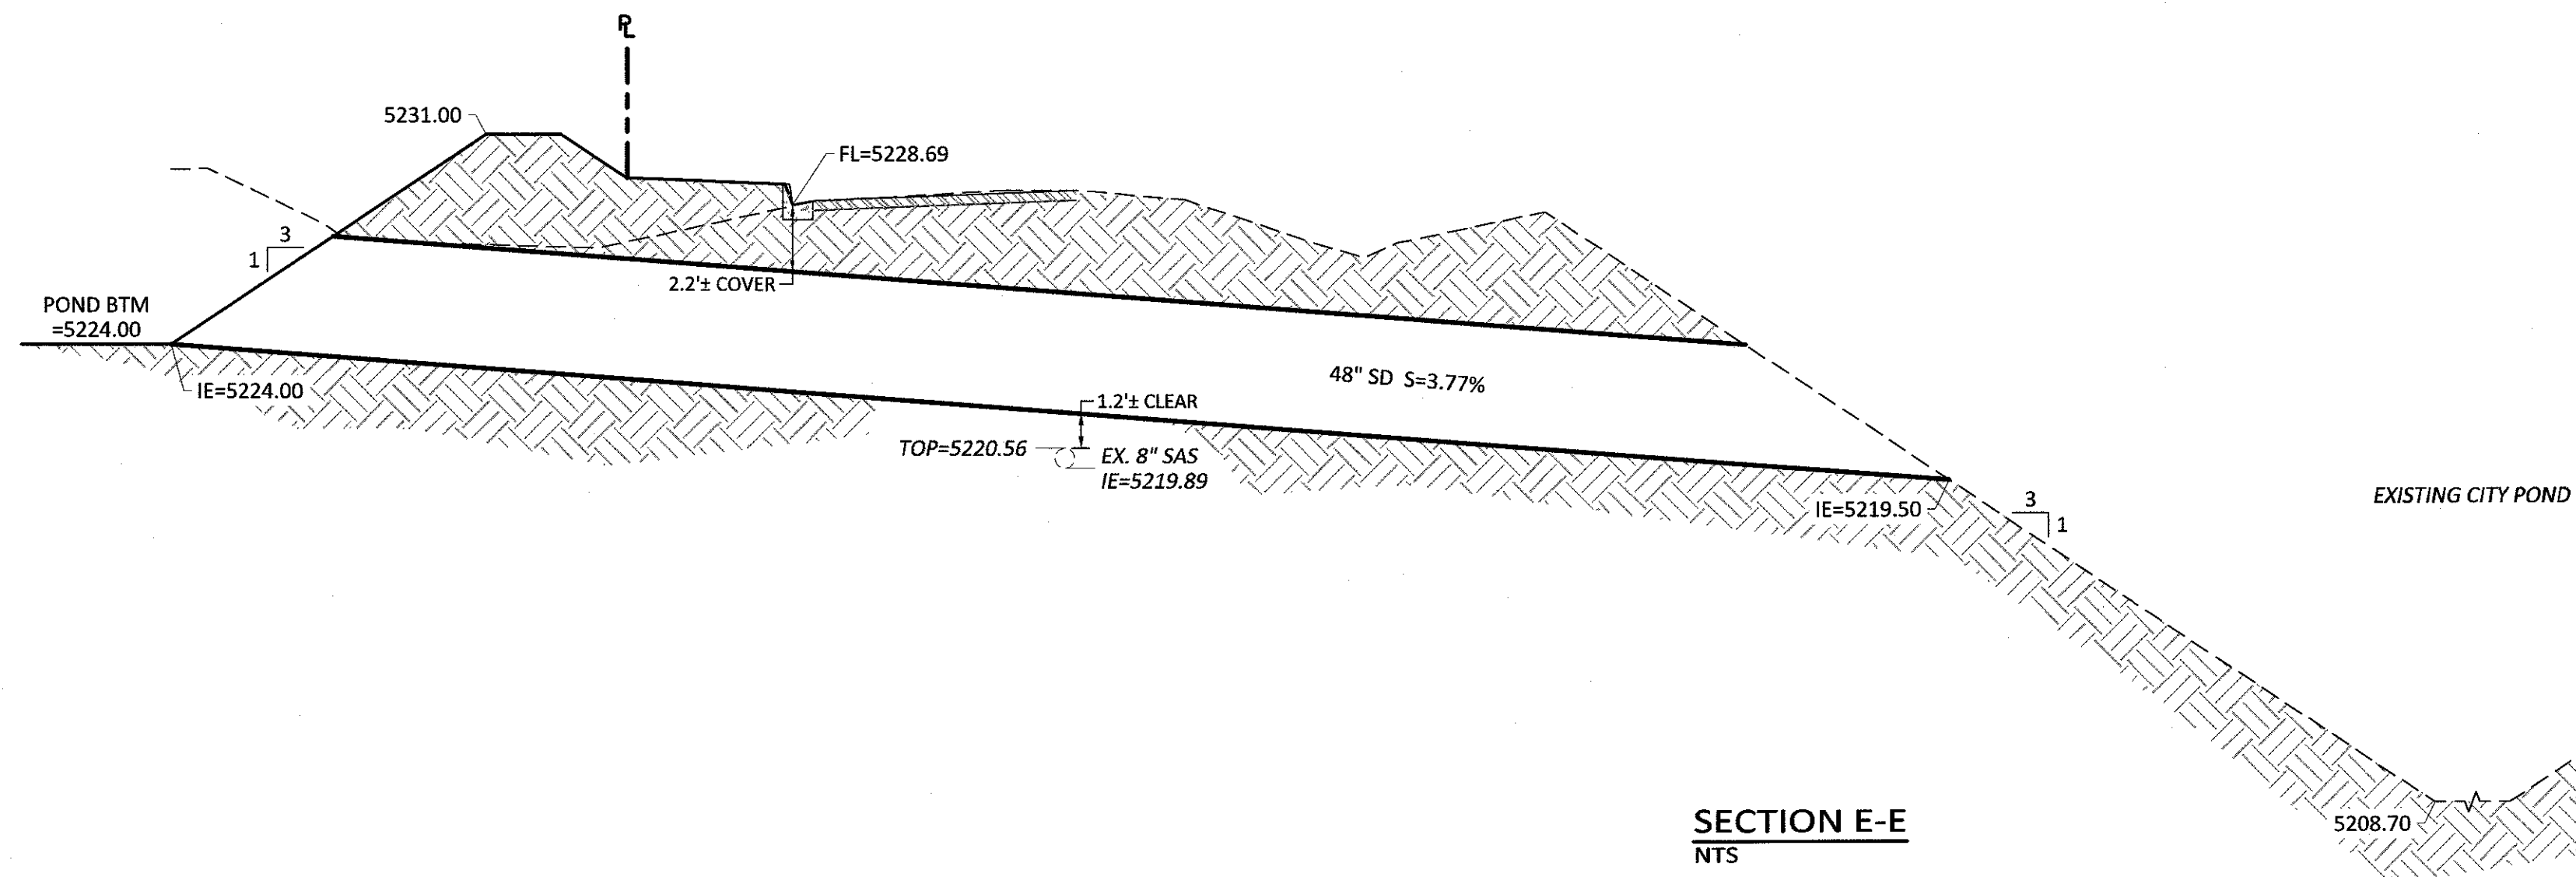 PL
5231.00
FL=5228.69
3
1
2.2'± COVER
POND BTM
=5224.00
IE=5224.00
48" SD S=3.77%
1.2'± CLEAR
TOP=5220.56
EX. 8" SAS
IE=5219.89
IE=5219.50
3
1
EXISTING CITY POND
5208.70
SECTION E-E
NTS